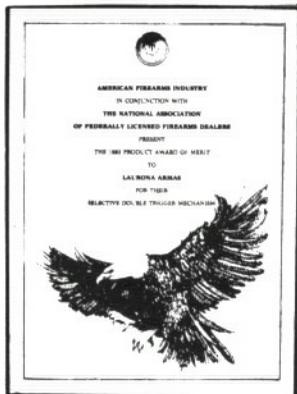 AMERICAN FIREARMS INDUSTRY
IN CONJUNCTION WITH
THE NATIONAL ASSOCIATION
OF FEDERALLY LICENSED FIREARMS DEALERS
PRESENT
THE PRODUCT AWARD OF MERIT
TO
LAURONA ARMAS
FOR THEIR
SELECTIVE DOUBLE TRIGGER MECHANISM